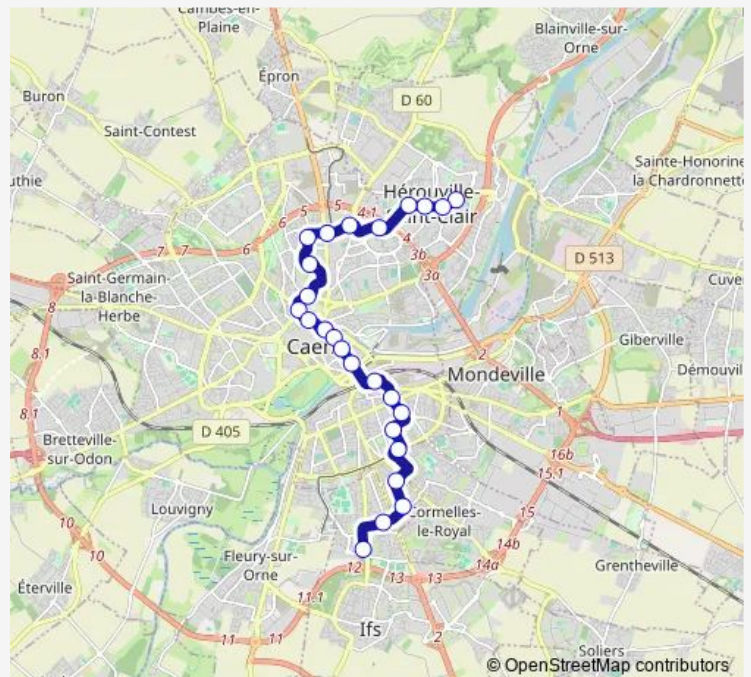 Cambes-en-
Plaine
Blainville-sur-
Orne
Épron
Buron
D 60
Saint-Contest
Sainte-Honorine
la Chardonnette
uthie
Hérouville-
Saint-Clair
5
5
4.1
6
6
7
7
4
3b
3a
D 513
Saint-Germain-
la-Blanche-
Herbe
8
Cuve
Giberville
Caen
2
8.1
Mondeville
Démouvil
8.1
1
D 405
Bretteville-
sur-Odon
16b
15.1
Louvigny
15
10
Cormelles-
le-Royal
10
14b
Fleury-sur-
Orne
12
14a
Grentheville
13
13
Éterville
11.1
11
11
Ifs
2
Soliers
© OpenStreetMap contributors